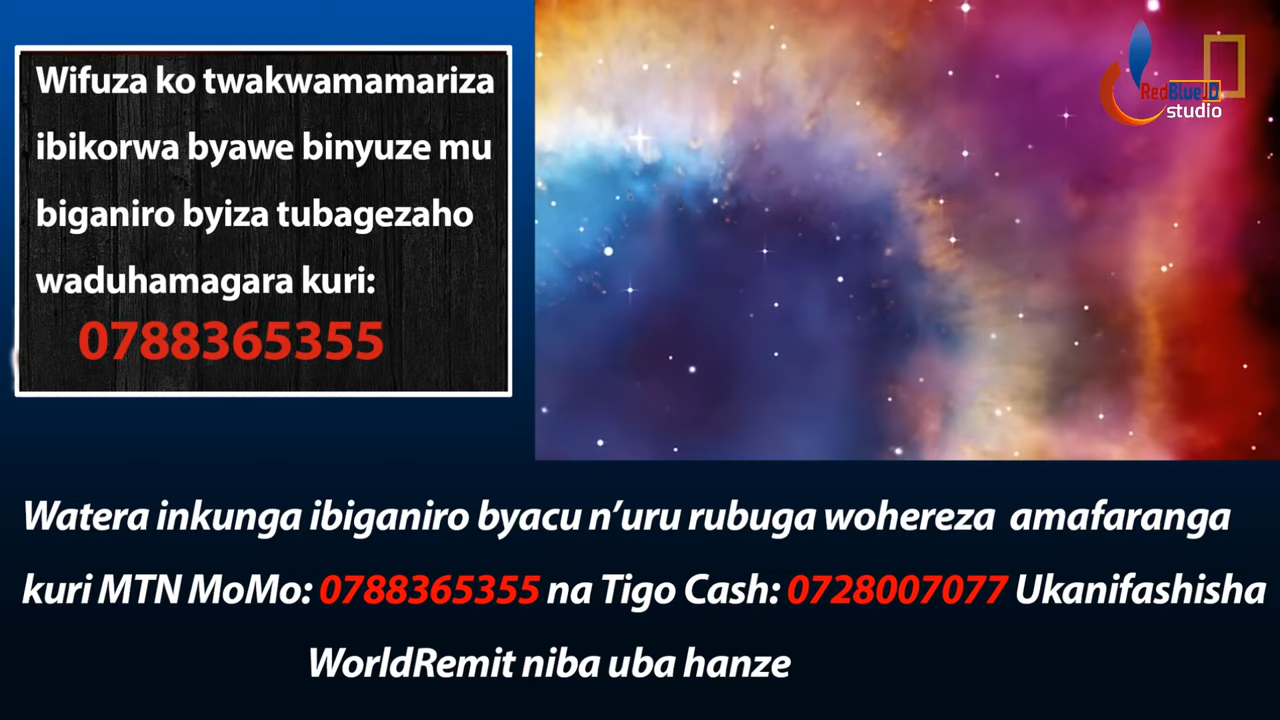 Wifuza ko twakwamamariza
ibikorwa byawe binyuze mu
biganiro byiza tubagezaho
waduhamagara kuri:
0788365355
RedBlueJD
studio
Watera inkunga ibiganiro byacu n’uru rubuga wohereza amafaranga
kuri MTN MoMo: 0788365355 na Tigo Cash: 0728007077 Ukanifashisha
WorldRemit niba uba hanze